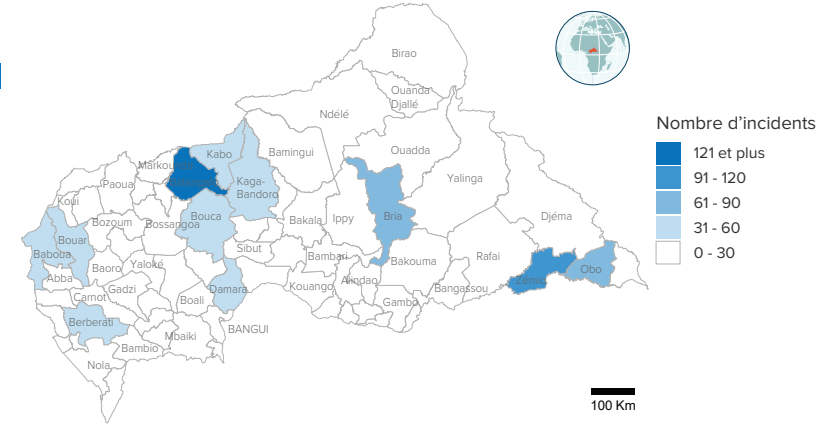 Birao
Ouanda
Djallé
Ndélé
Nombre d’incidents
121 et plus
91 - 120
61 - 90
31 - 60
0 - 30
Kabo
Bamingui
Ouadda
Paoua
Kaga-
Bandoro
Yalinga
Koui
Bozoum
Bossangoa
Bouca
Bakala
Ippy
Bria
Djéma
Bouar
Baboua
Sibut
Bambari
Bakouma
Rafai
Obo
Abba
Baoro
Yaloké
Zémio
Gadzi
Carnot
Boali
Damara
Kouango
Alindao
Gambo
Bangassou
Berberati
Mbaiki
BANGUI
Bambio
Nola
100 Km